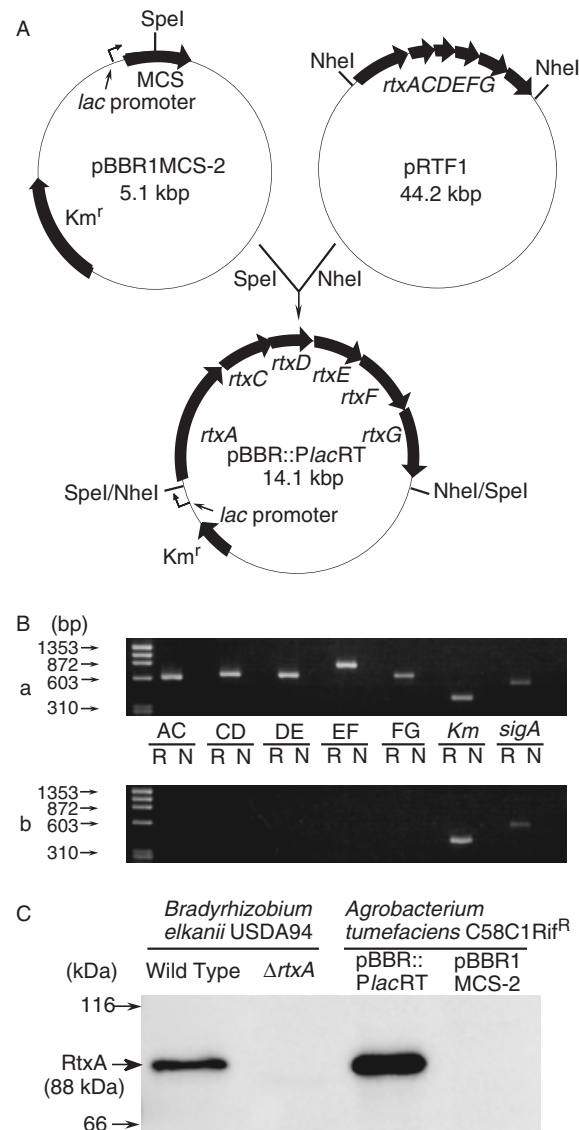 A
SpeI
MCS
lac promoter
pBBR1MCS-2
5.1 kbp
Kmr
NheI
rtxACDEFG
NheI
pRTF1
44.2 kbp
SpeI NheI
rtxA
rtxC
rtxD
rtxE
rtxF
rtxG
pBBR::PlacRT
14.1 kbp
SpeI/NheI
NheI/SpeI
lac promoter
Kmr
B (bp)
a
1353
872
603
310
AC CD DE EF FG Km sigA
R N R N R N R N R N R N R N
b
1353
872
603
310
C
Bradyrhizobium
elkanii USDA94
Agrobacterium
tumefaciens C58C1RifR
(kDa)
Wild Type
ΔrtxA
pBBR::
PlacRT
pBBR1
MCS-2
116
RtxA
(88 kDa)
66